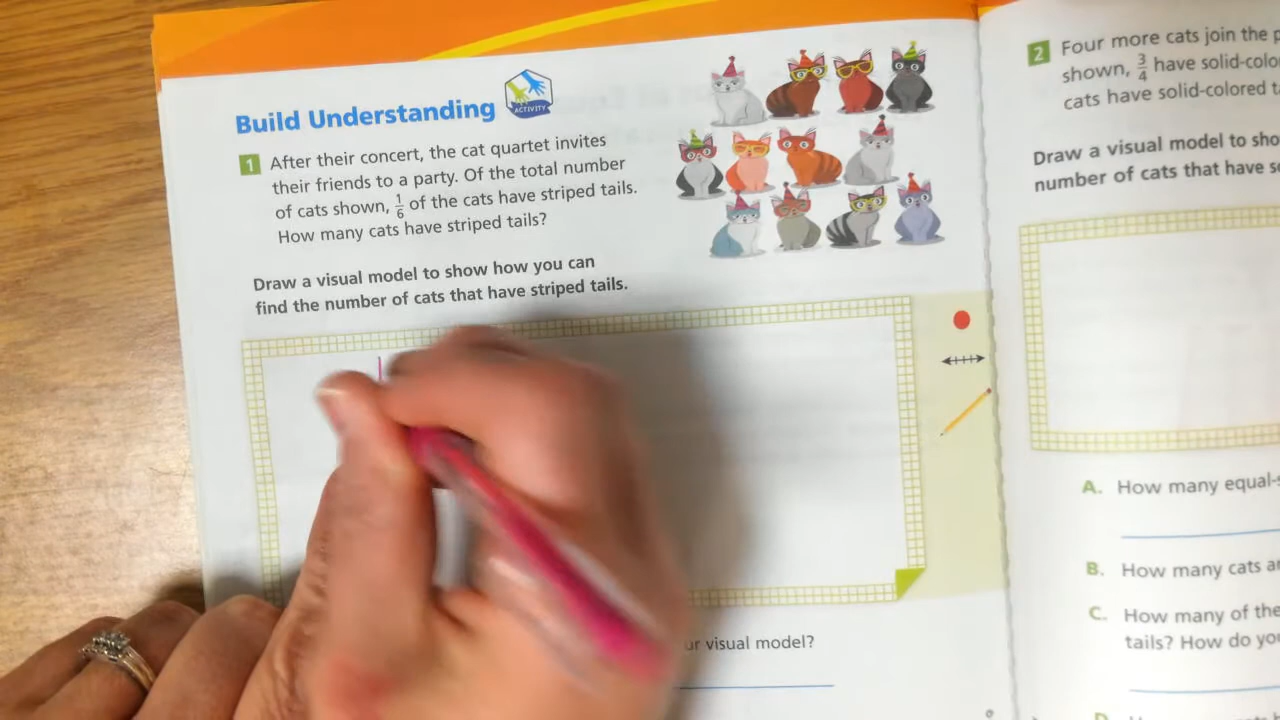 Build Understanding
ACTIVITY
1 After their concert, the cat quartet invites
their friends to a party. Of the total number
of cats shown, 1/6 of the cats have striped tails.
How many cats have striped tails?
Draw a visual model to show how you can
find the number of cats that have striped tails.
ur visual model?
2 Four more cats join the p
shown, 3/4 have solid-colo
cats have solid-colored t
Draw a visual model to sho
number of cats that have so
A. How many equal-s
B. How many cats ar
C. How many of the
tails? How do yo